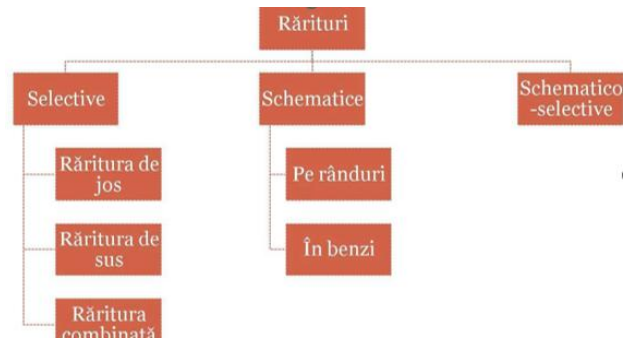 Rărituri
Selective
Schematice
Schematico
-selective
Răritura de
jos
Pe rânduri
Răritura de
sus
În benzi
Răritura
combinată